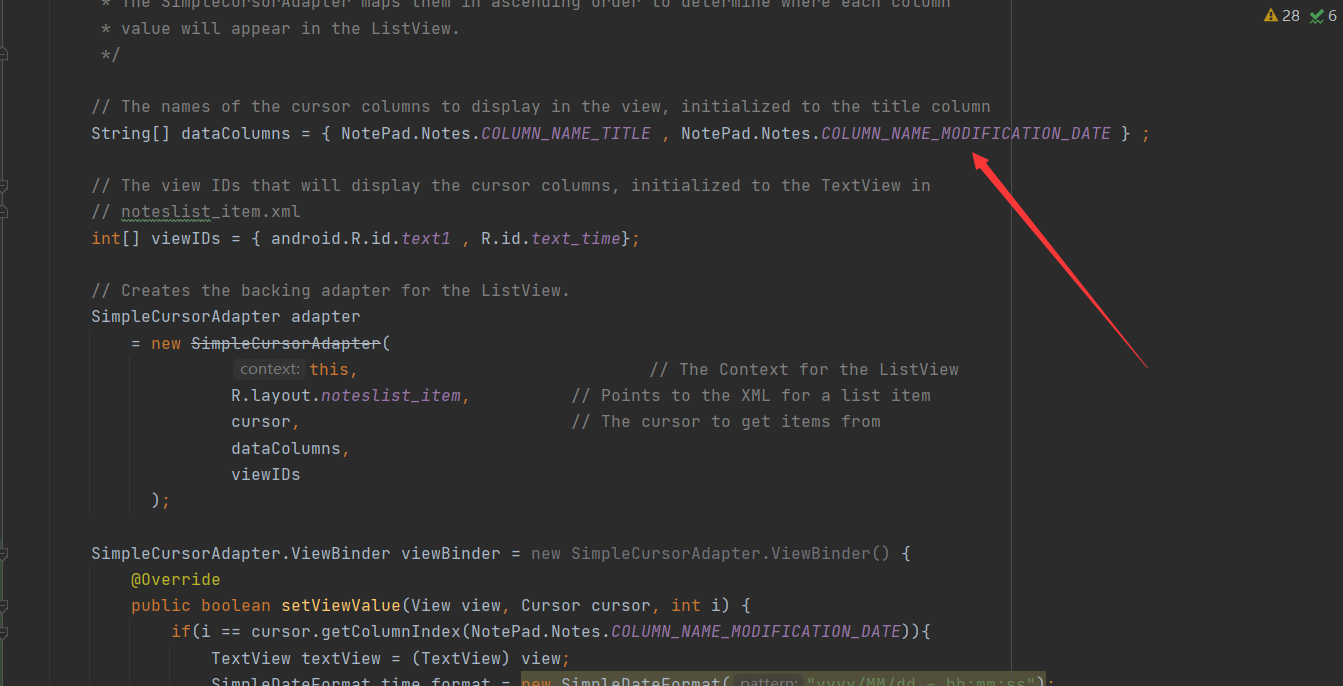 * The SimpleCursorAdapter maps them in ascending order to determine where each column
28 6
* value will appear in the ListView.
*/
// The names of the cursor columns to display in the view, initialized to the title column
String[] dataColumns = { NotePad.Notes.COLUMN_NAME_TITLE , NotePad.Notes.COLUMN_NAME_MODIFICATION_DATE } ;
// The view IDs that will display the cursor columns, initialized to the TextView in
// noteslist_item.xml
int[] viewIDs = { android.R.id.text1 , R.id.text_time};
// Creates the backing adapter for the ListView.
SimpleCursorAdapter adapter
= new SimpleCursorAdapter(
context: this, // The Context for the ListView
R.layout.noteslist_item, // Points to the XML for a list item
cursor, // The cursor to get items from
dataColumns,
viewIDs
);
SimpleCursorAdapter.ViewBinder viewBinder = new SimpleCursorAdapter.ViewBinder() {
@Override
public boolean setViewValue(View view, Cursor cursor, int i) {
if(i == cursor.getColumnIndex(NotePad.Notes.COLUMN_NAME_MODIFICATION_DATE)){
TextView textView = (TextView) view;
SimpleDateFormat time_format = new SimpleDateFormat( pattern: "yyyy/MM/dd - hh:mm:ss");